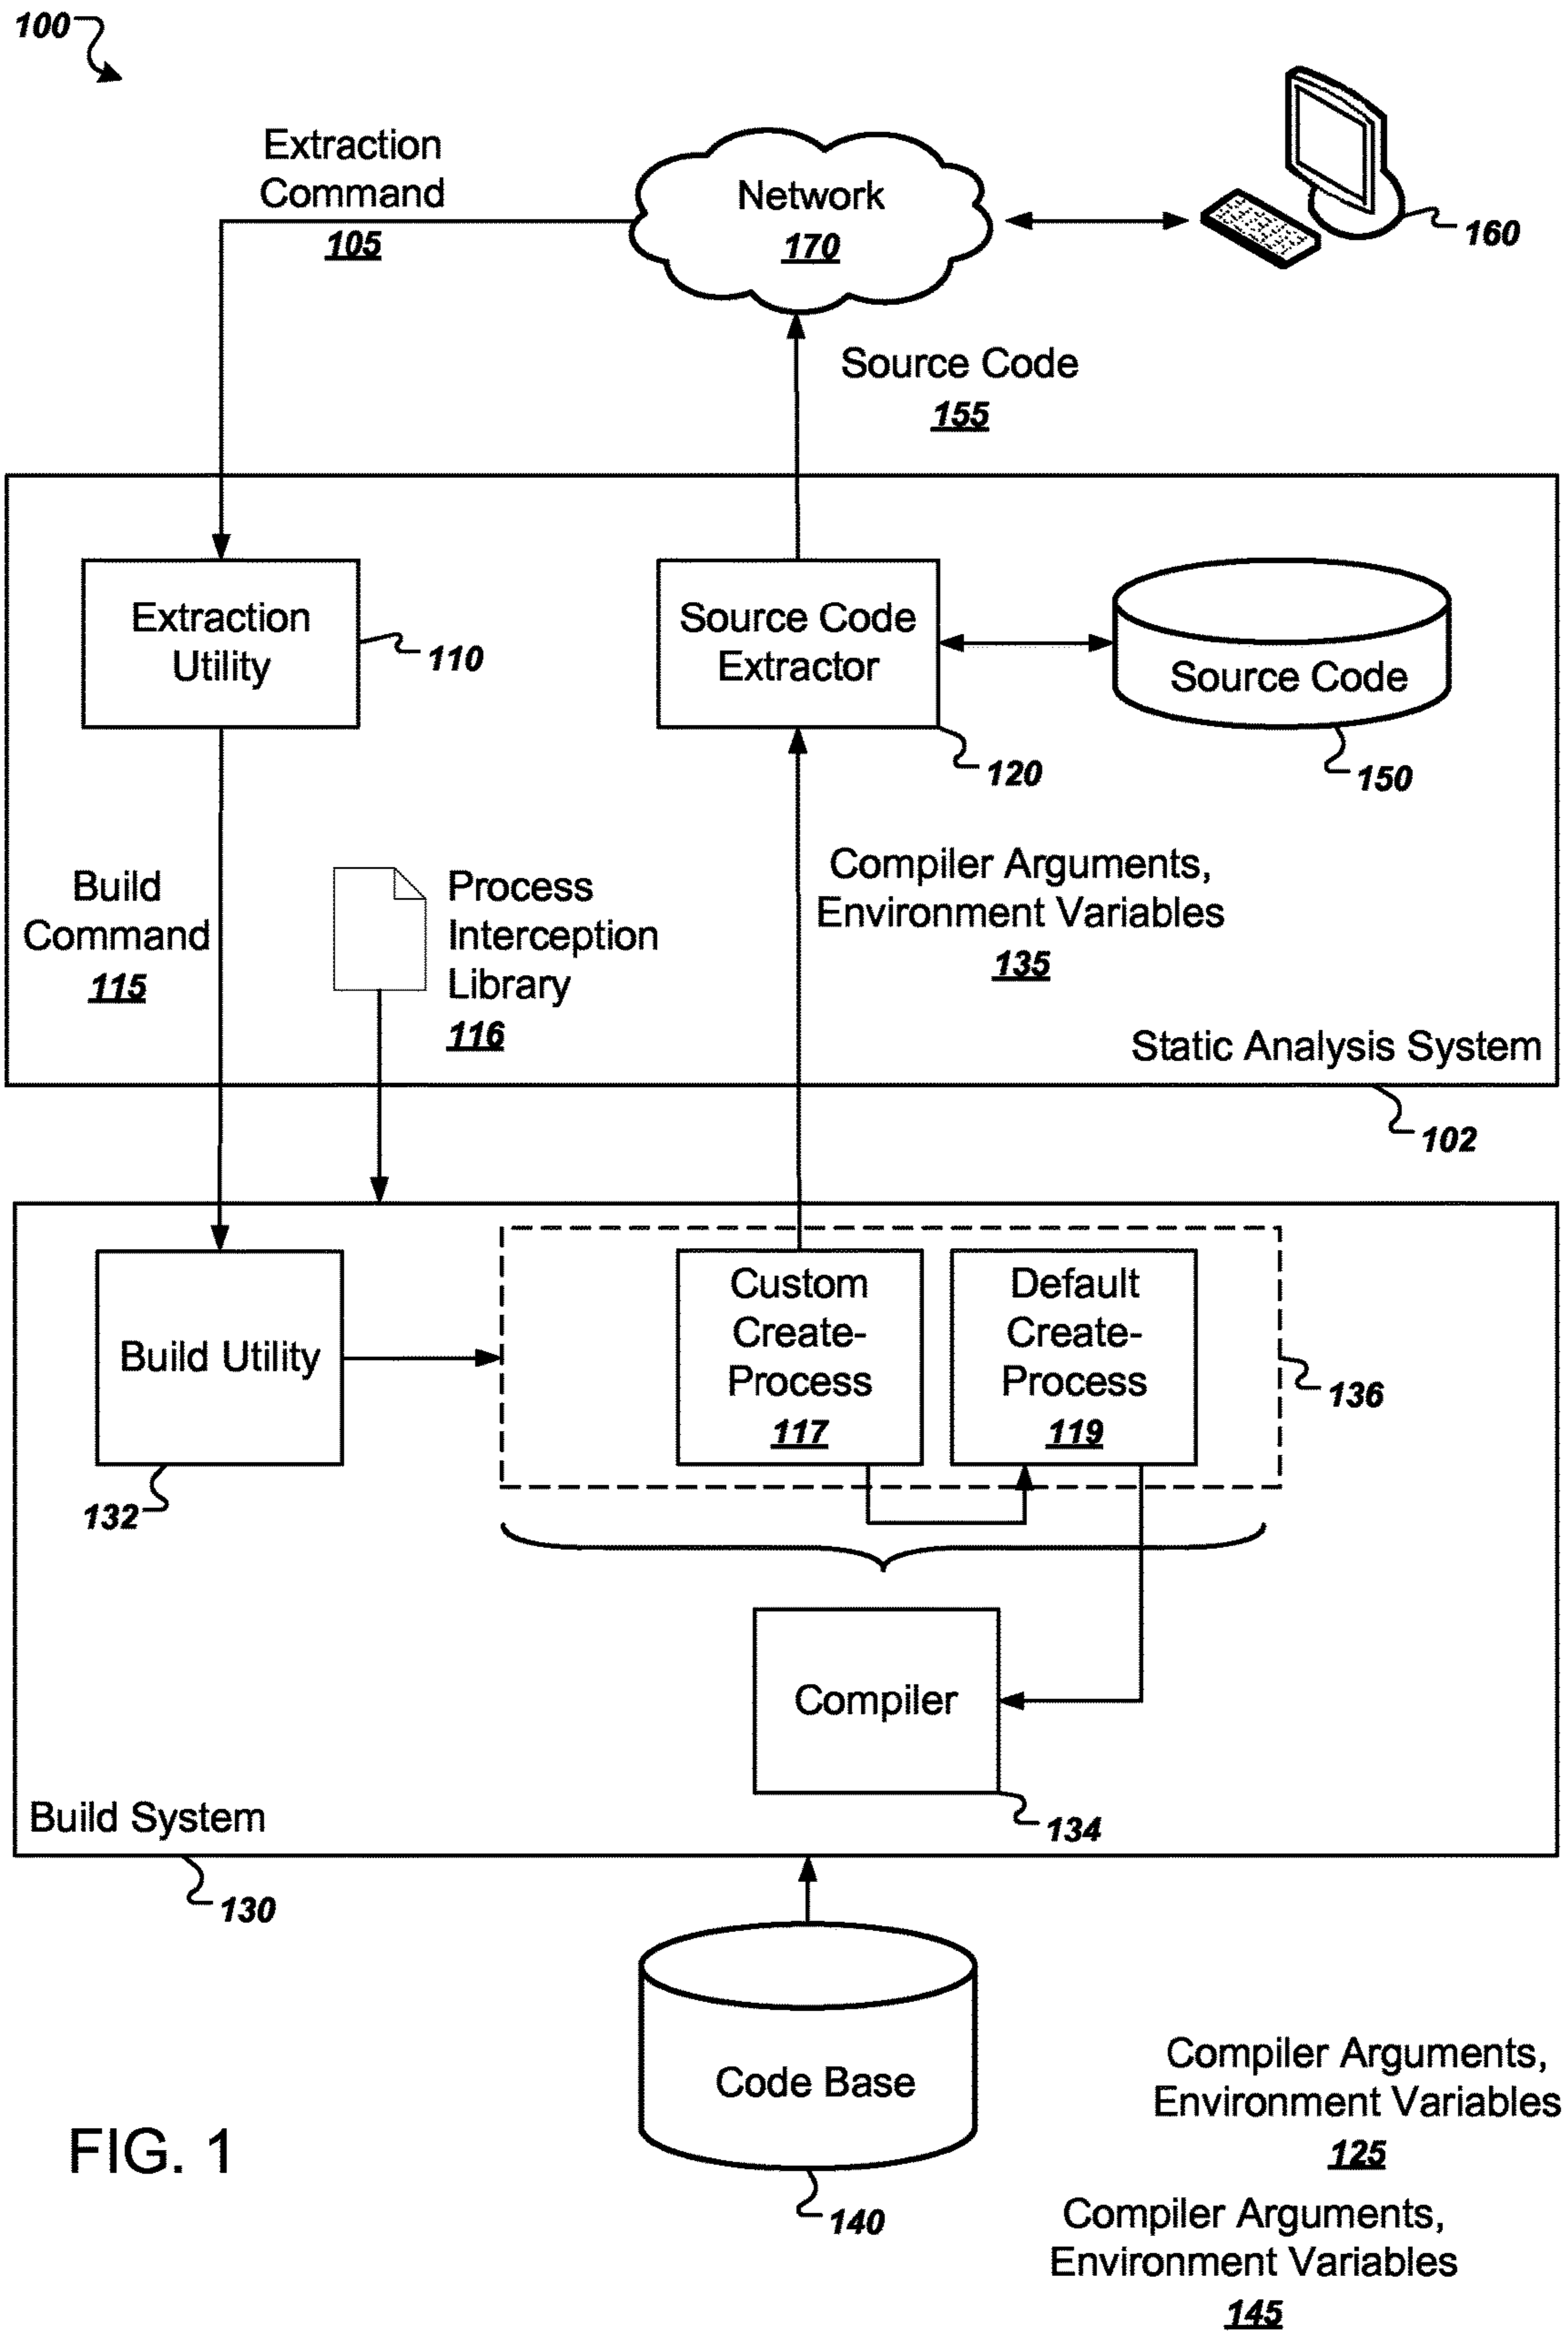 100
Extraction
Command
105
Network
170
160
Source Code
155
Extraction
Utility
110
Source Code
Extractor
120
Source Code
150
Build
Command
115
Process
Interception
Library
116
Compiler Arguments,
Environment Variables
135
Static Analysis System
102
Build Utility
132
Custom
Create-
Process
117
Default
Create-
Process
119
136
Compiler
134
Build System
130
Code Base
140
FIG. 1
Compiler Arguments,
Environment Variables
125
Compiler Arguments,
Environment Variables
145